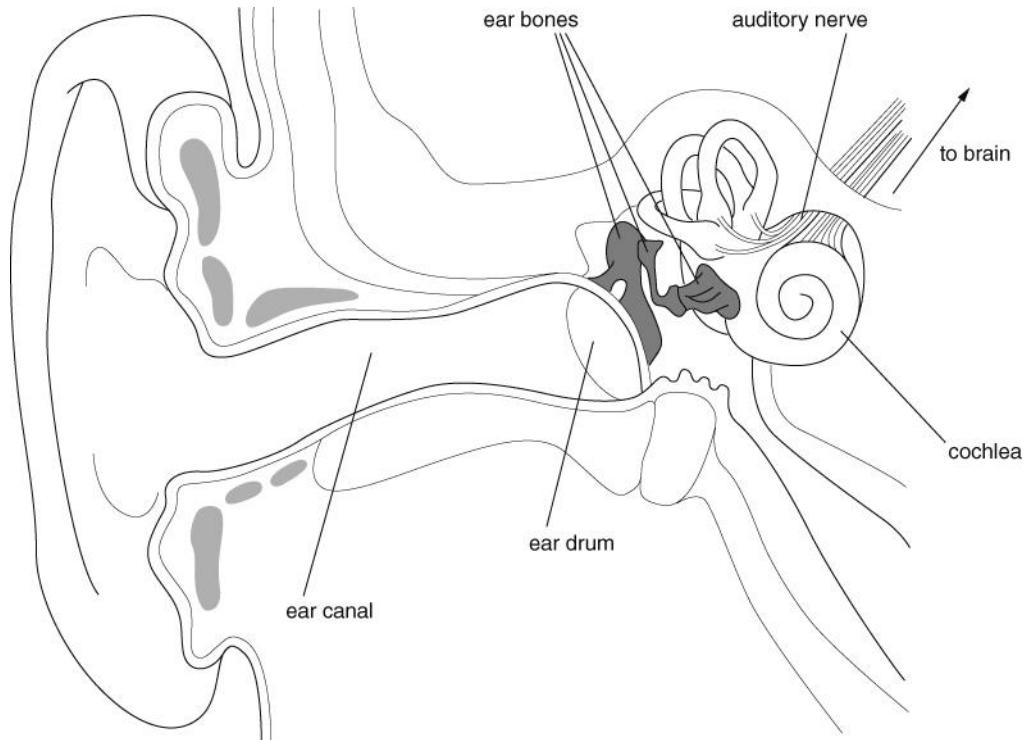 ear bones
auditory nerve
to brain
cochlea
ear drum
ear canal